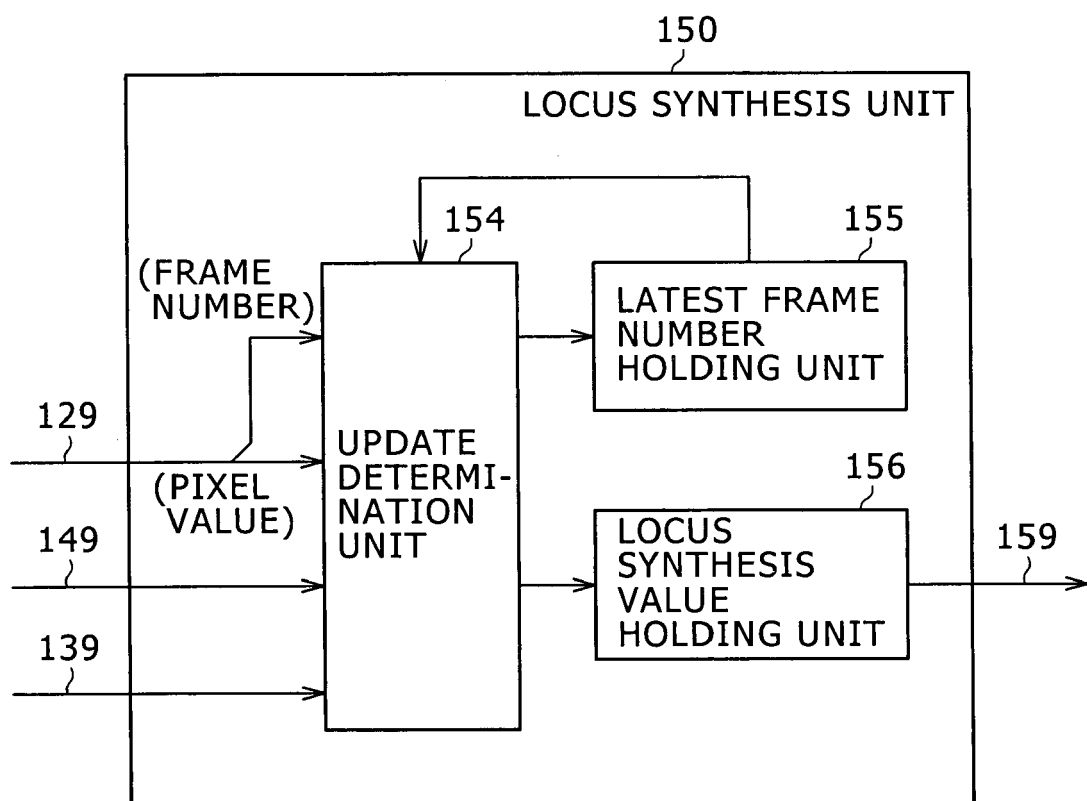 150
LOCUS SYNTHESIS UNIT
154
155
(FRAME
NUMBER)
LATEST FRAME
NUMBER
HOLDING UNIT
129
(PIXEL
VALUE)
UPDATE
DETERMI-
NATION
UNIT
149
139
156
LOCUS
SYNTHESIS
VALUE
HOLDING UNIT
159